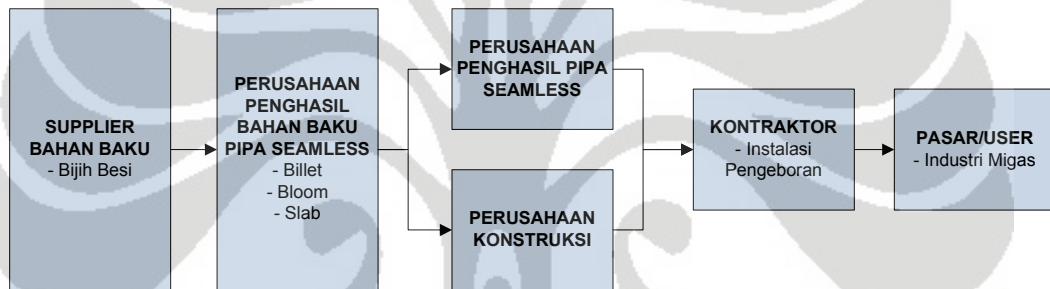 SUPPLIER
BAHAN BAKU
- Bijih Besi
PERUSAHAAN
PENGHASIL
BAHAN BAKU
PIPA SEAMLESS
- Billet
- Bloom
- Slab
PERUSAHAAN
PENGHASIL PIPA
SEAMLESS
PERUSAHAAN
KONSTRUKSI
KONTRAKTOR
- Instalasi
Pengeboran
PASAR/USER
- Industri Migas